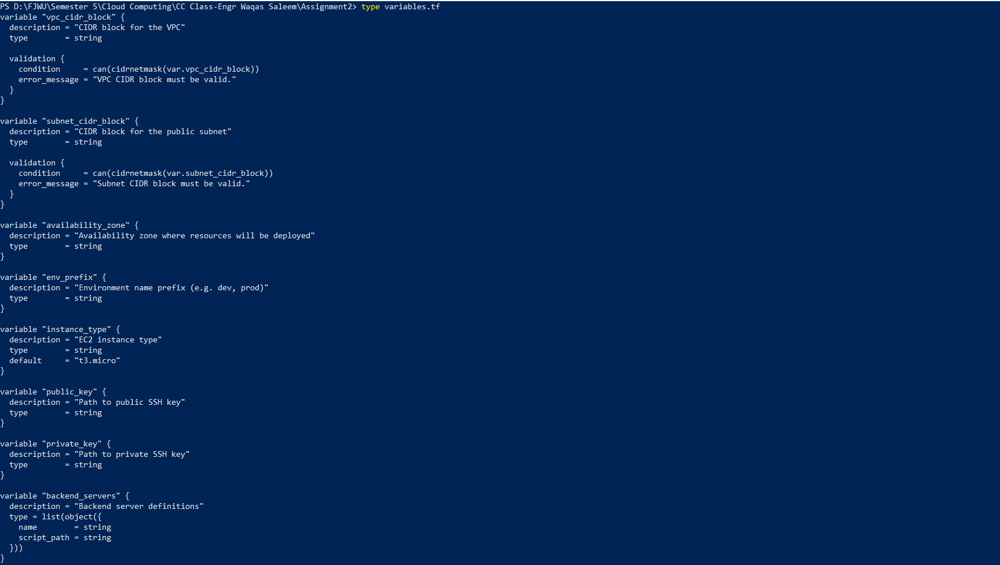 PS D:\FJWU\Semester 5\Cloud Computing\CC Class-Engr Waqas Saleem\Assignment2> type variables.tf
variable "vpc_cidr_block" {
  description = "CIDR block for the VPC"
  type        = string

  validation {
    condition     = can(cidrnetmask(var.vpc_cidr_block))
    error_message = "VPC CIDR block must be valid."
  }
}

variable "subnet_cidr_block" {
  description = "CIDR block for the public subnet"
  type        = string

  validation {
    condition     = can(cidrnetmask(var.subnet_cidr_block))
    error_message = "Subnet CIDR block must be valid."
  }
}

variable "availability_zone" {
  description = "Availability zone where resources will be deployed"
  type        = string
}

variable "env_prefix" {
  description = "Environment name prefix (e.g. dev, prod)"
  type        = string
}

variable "instance_type" {
  description = "EC2 instance type"
  type        = string
  default     = "t3.micro"
}

variable "public_key" {
  description = "Path to public SSH key"
  type        = string
}

variable "private_key" {
  description = "Path to private SSH key"
  type        = string
}

variable "backend_servers" {
  description = "Backend server definitions"
  type = list(object({
    name        = string
    script_path = string
  }))
}